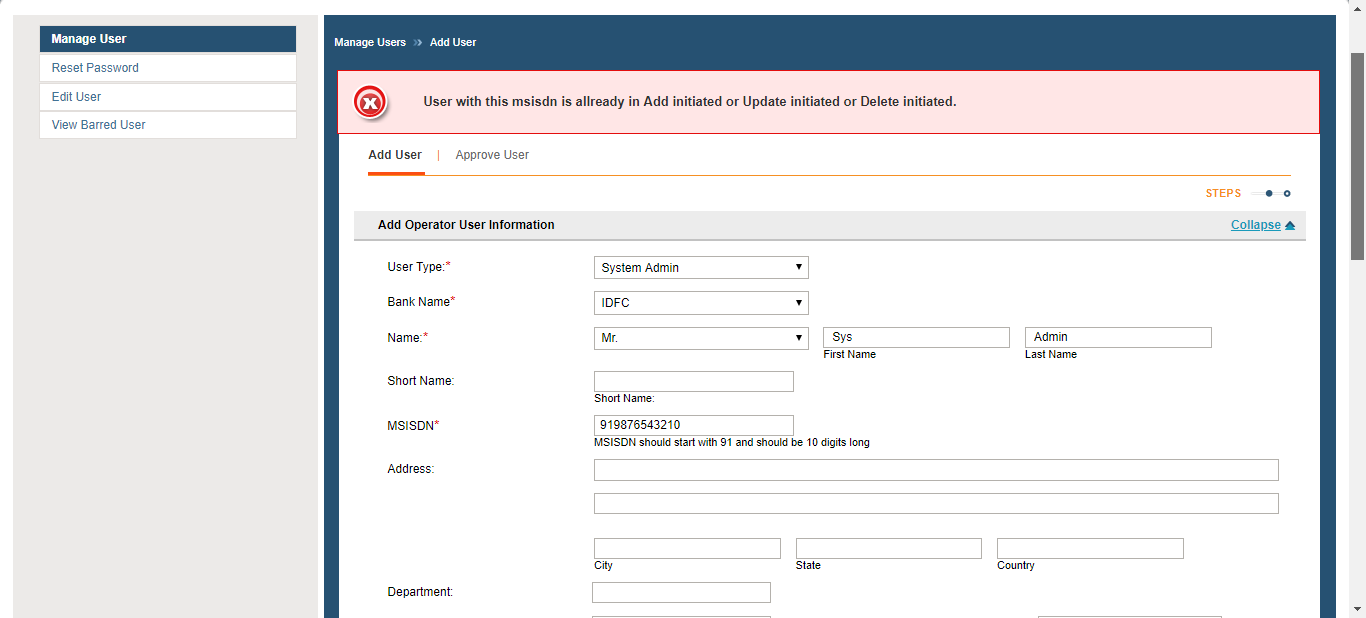 Manage User
Reset Password
Edit User
View Barred User
Manage Users » Add User
User with this msisdn is allready in Add initiated or Update initiated or Delete initiated.
Add User | Approve User
STEPS
Add Operator User Information Collapse
User Type:* System Admin
Bank Name* IDFC
Name:* Mr. Sys Admin
First Name Last Name
Short Name:
Short Name:
MSISDN* 919876543210
MSISDN should start with 91 and should be 10 digits long
Address:
City State Country
Department: